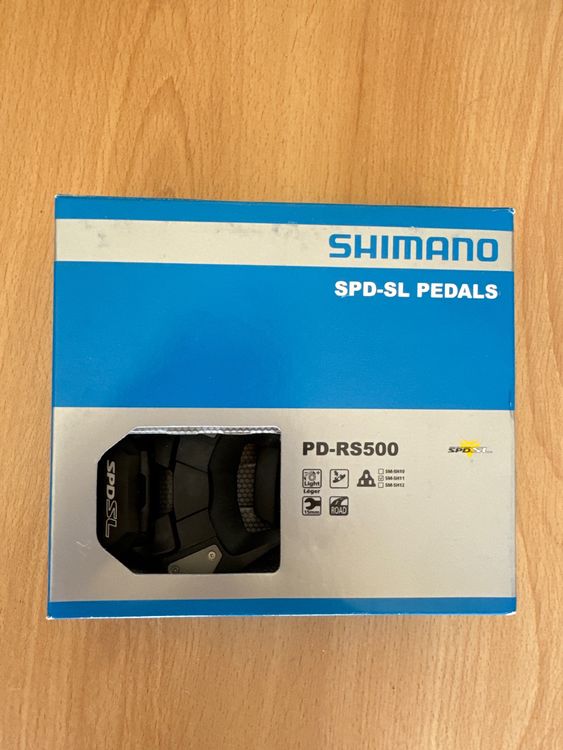 SHIMANO
SPD-SL PEDALS
PD-RS500
SPD-SL
Light
Léger
SM-SH10
SM-SH11
SM-SH12
15mm
ROAD
SPD-SL